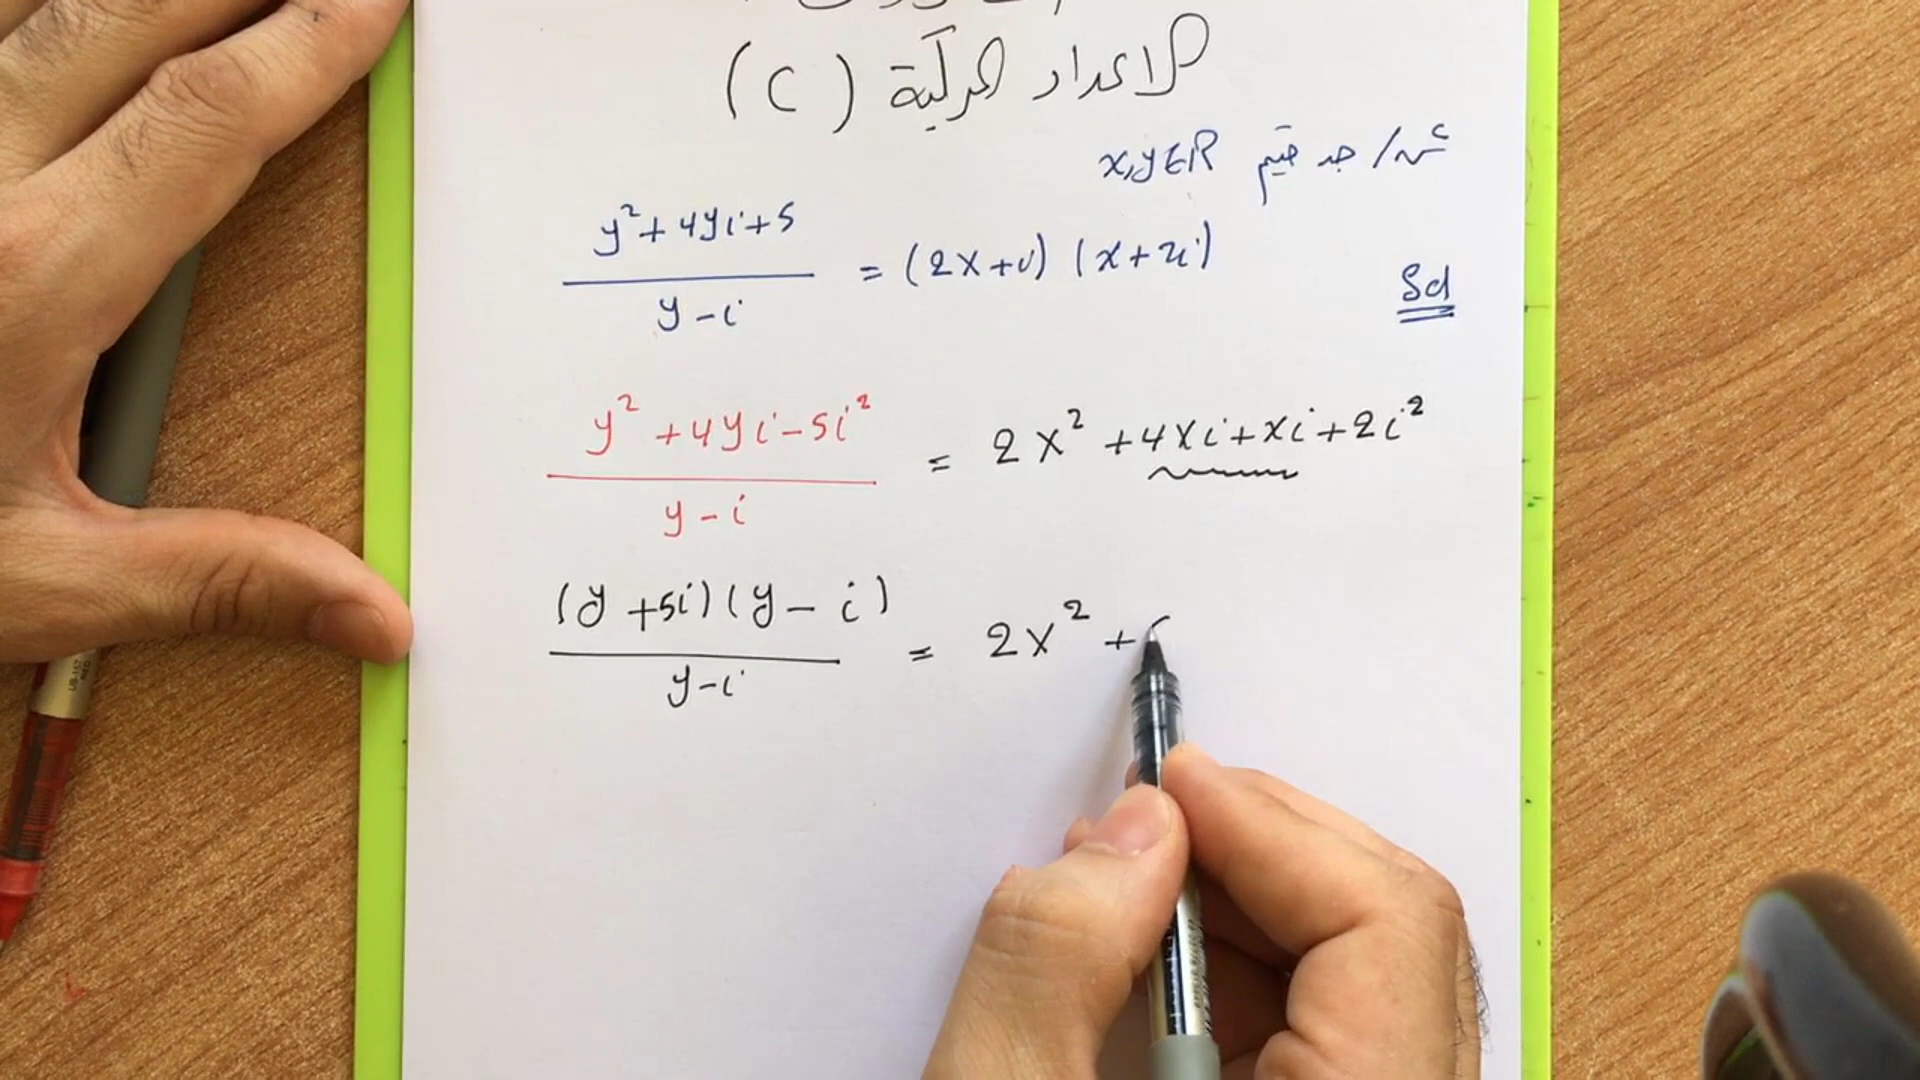 الاعداد المركبة (C)
س/ جد قيم x,y∈R
y²+4yi+5 / y-i = (2x+i) (x+2i)
Sol
y²+4yi-5i² / y-i = 2x²+4xi+xi+2i²
(y+5i)(y-i) / y-i = 2x²+